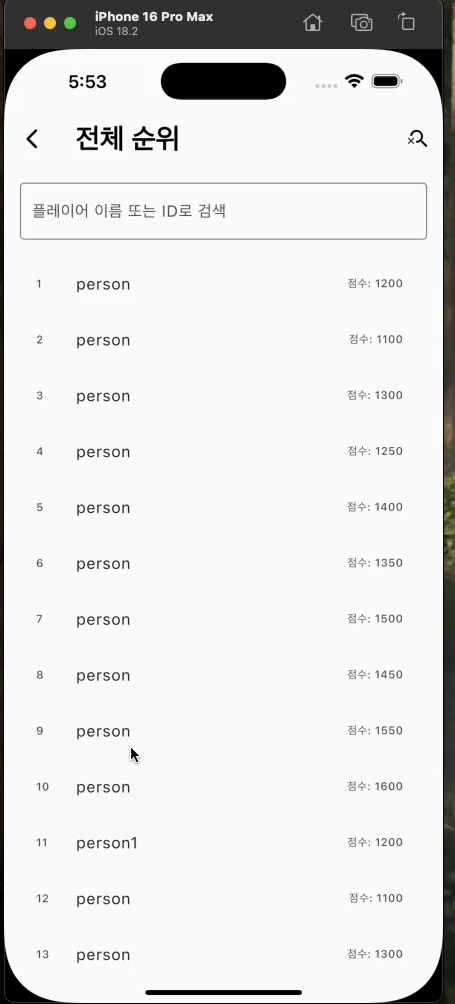 iPhone 16 Pro Max
iOS 18.2
5:53
전체 순위
플레이어 이름 또는 ID로 검색
1 person 점수: 1200
2 person 점수: 1100
3 person 점수: 1300
4 person 점수: 1250
5 person 점수: 1400
6 person 점수: 1350
7 person 점수: 1500
8 person 점수: 1450
9 person 점수: 1550
10 person 점수: 1600
11 person1 점수: 1200
12 person 점수: 1100
13 person 점수: 1300